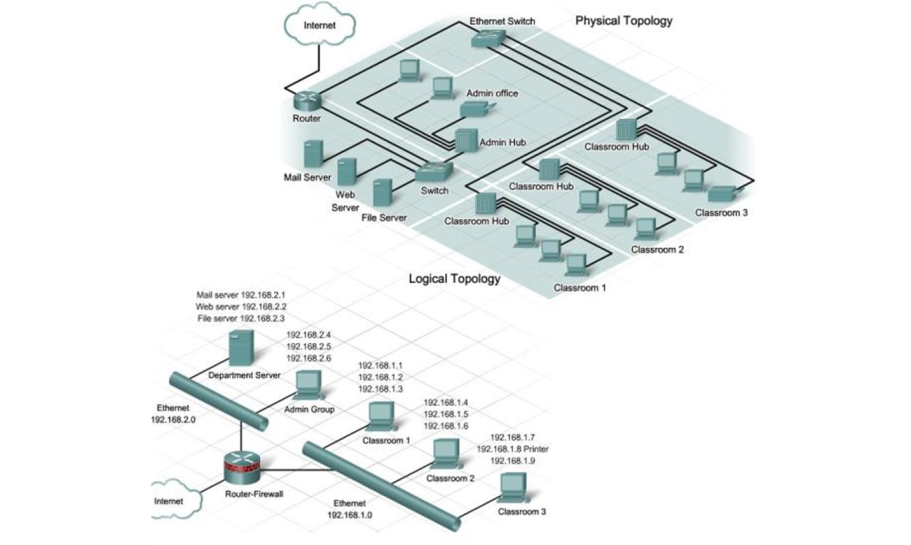 Internet
Ethernet Switch
Physical Topology
Admin office
Router
Admin Hub
Classroom Hub
Mail Server
Switch
Web
Server
Classroom Hub
File Server
Classroom Hub
Classroom 3
Classroom 2
Classroom 1
Logical Topology
Mail server 192.168.2.1
Web server 192.168.2.2
File server 192.168.2.3
192.168.2.4
192.168.2.5
192.168.2.6
Department Server
192.168.1.1
192.168.1.2
192.168.1.3
Ethernet
192.168.2.0
Admin Group
192.168.1.4
192.168.1.5
192.168.1.6
Classroom 1
192.168.1.7
192.168.1.8 Printer
192.168.1.9
Classroom 2
Router-Firewall
Internet
Ethernet
192.168.1.0
Classroom 3